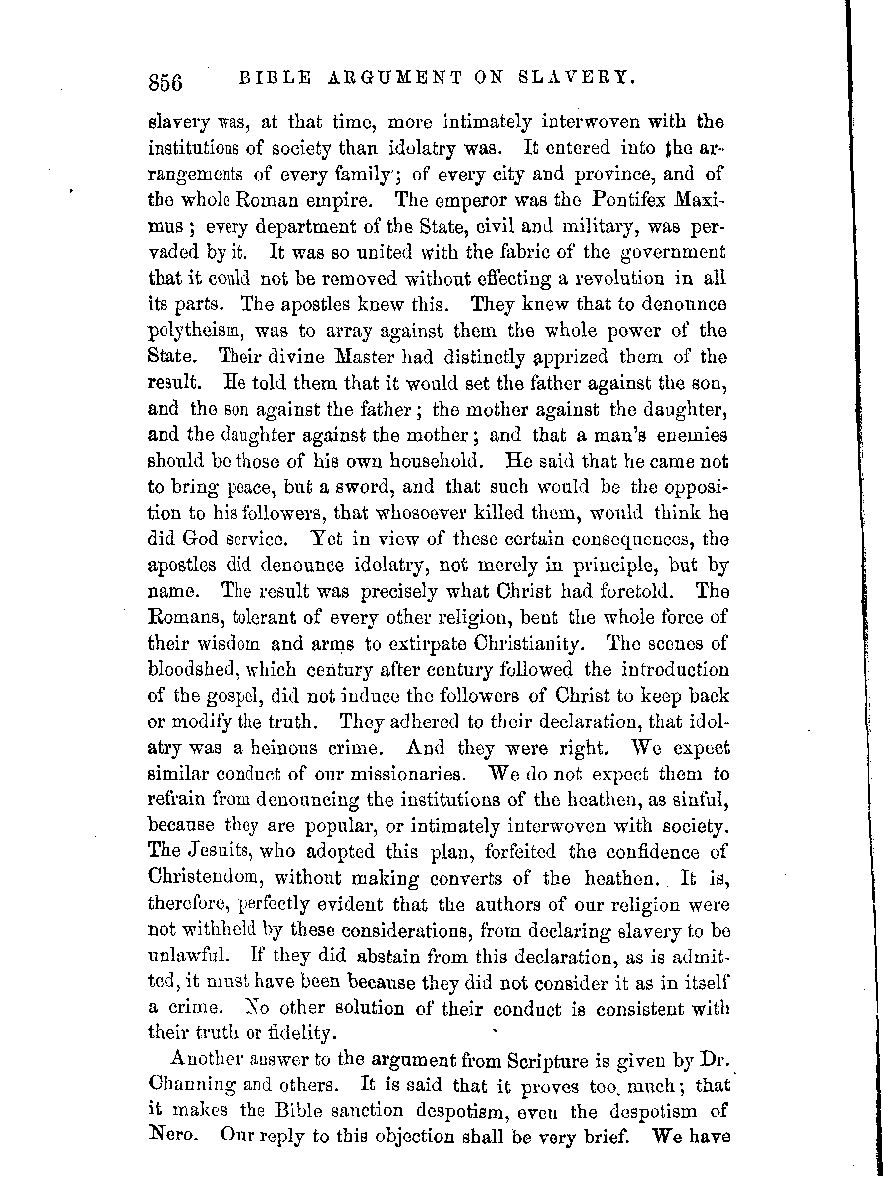 856 BIBLE ARGUMENT ON SLAVERY.
slavery was, at that time, more intimately interwoven with the
institutions of society than idolatry was. It entered into the ar-
rangements of every family; of every city and province, and of
the whole Roman empire. The emperor was the Pontifex Maxi-
mus; every department of the State, civil and military, was per-
vaded by it. It was so united with the fabric of the government
that it could not be removed without effecting a revolution in all
its parts. The apostles knew this. They knew that to denounce
polytheism, was to array against them the whole power of the
State. Their divine Master had distinctly apprized them of the
result. He told them that it would set the father against the son,
and the son against the father; the mother against the daughter,
and the daughter against the mother; and that a man's enemies
should be those of his own household. He said that he came not
to bring peace, but a sword, and that such would be the opposi-
tion to his followers, that whosoever killed them, would think he
did God service. Yet in view of these certain consequences, the
apostles did denounce idolatry, not merely in principle, but by
name. The result was precisely what Christ had foretold. The
Romans, tolerant of every other religion, bent the whole force of
their wisdom and arms to extirpate Christianity. The scenes of
bloodshed, which century after century followed the introduction
of the gospel, did not induce the followers of Christ to keep back
or modify the truth. They adhered to their declaration, that idol-
atry was a heinous crime. And they were right. We expect
similar conduct of our missionaries. We do not expect them to
refrain from denouncing the institutions of the heathen, as sinful,
because they are popular, or intimately interwoven with society.
The Jesuits, who adopted this plan, forfeited the confidence of
Christendom, without making converts of the heathen. It is,
therefore, perfectly evident that the authors of our religion were
not withheld by these considerations, from declaring slavery to be
unlawful. If they did abstain from this declaration, as is admit-
ted, it must have been because they did not consider it as in itself
a crime. No other solution of their conduct is consistent with
their truth or fidelity.
Another answer to the argument from Scripture is given by Dr.
Channing and others. It is said that it proves too much; that
it makes the Bible sanction despotism, even the despotism of
Nero. Our reply to this objection shall be very brief. We have